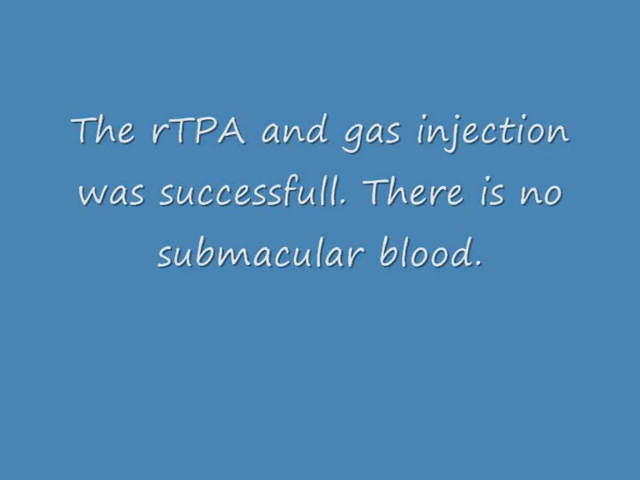 The rTPA and gas injection
was successfull. There is no
submacular blood.